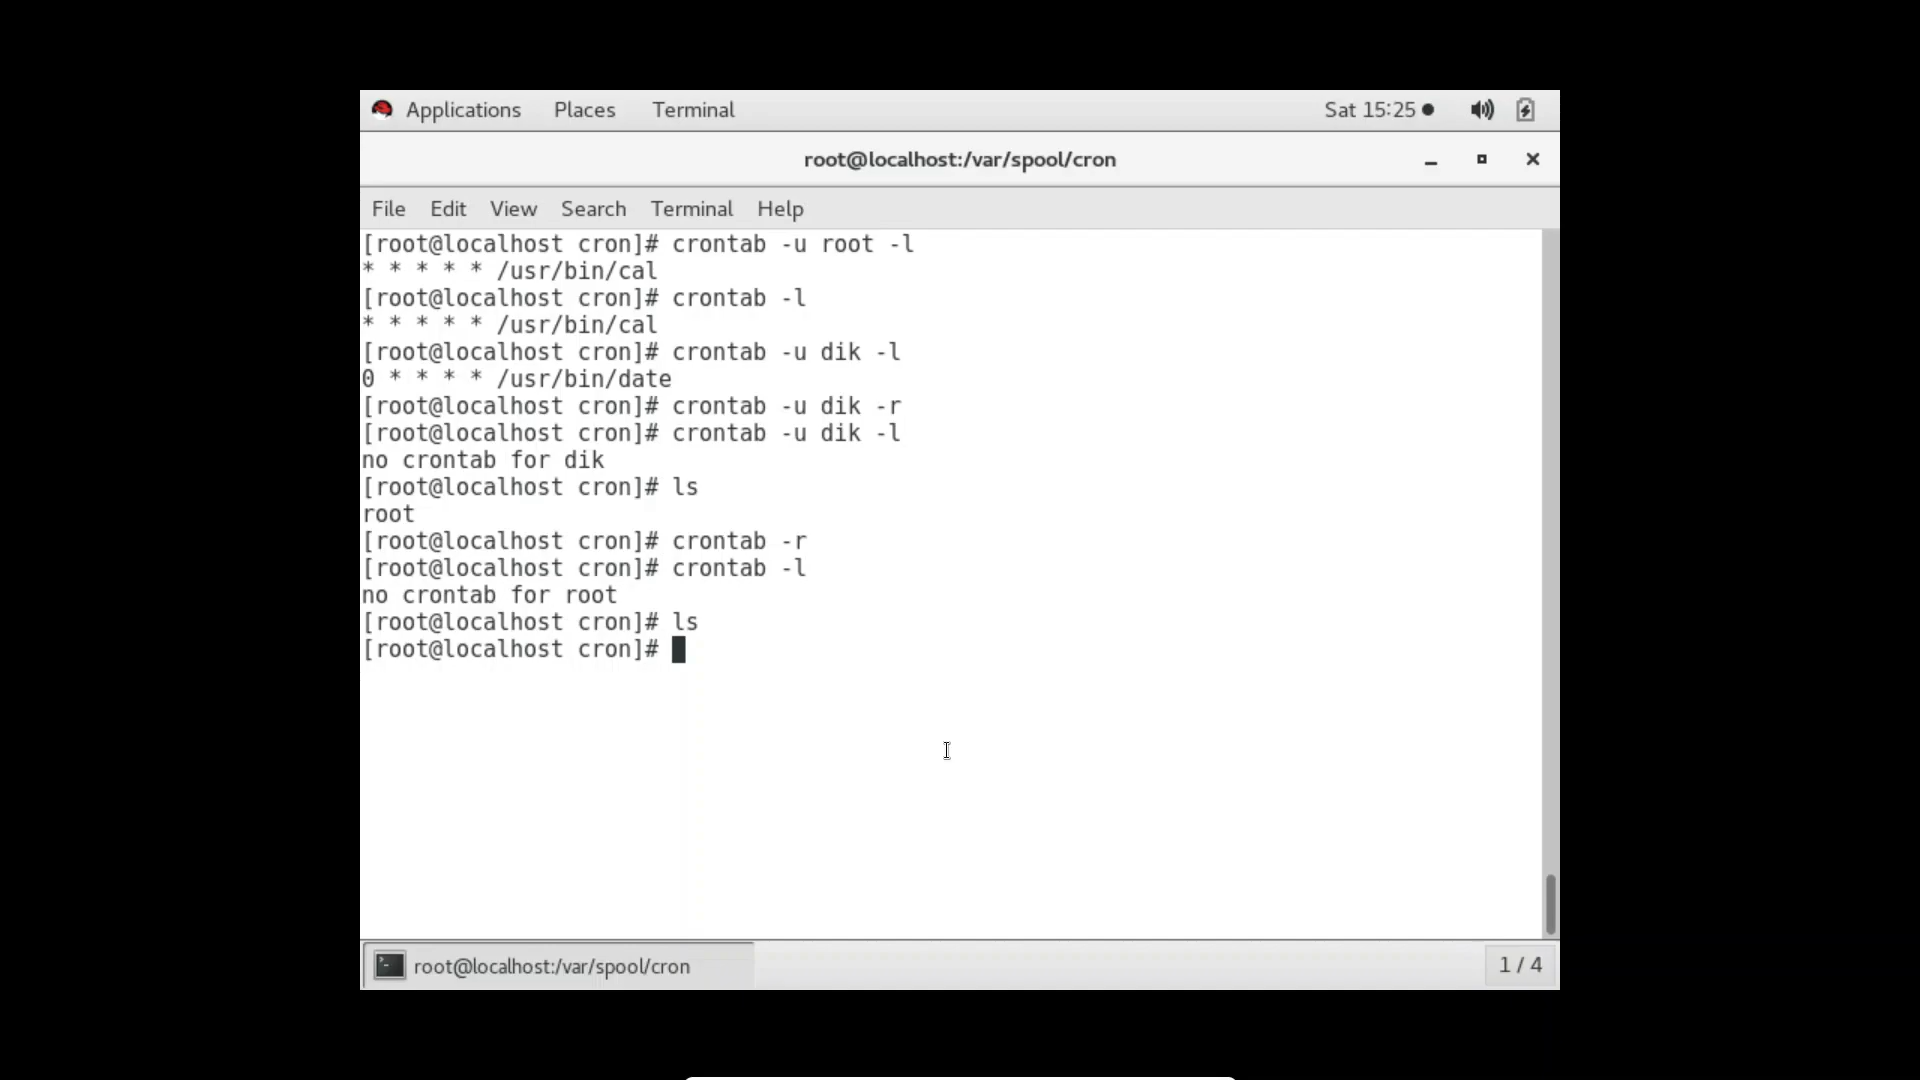 Applications Places Terminal Sat 15:25
root@localhost:/var/spool/cron
File Edit View Search Terminal Help
[root@localhost cron]# crontab -u root -l
* * * * * /usr/bin/cal
[root@localhost cron]# crontab -l
* * * * * /usr/bin/cal
[root@localhost cron]# crontab -u dik -l
0 * * * * /usr/bin/date
[root@localhost cron]# crontab -u dik -r
[root@localhost cron]# crontab -u dik -l
no crontab for dik
[root@localhost cron]# ls
root
[root@localhost cron]# crontab -r
[root@localhost cron]# crontab -l
no crontab for root
[root@localhost cron]# ls
[root@localhost cron]#
root@localhost:/var/spool/cron 1 / 4